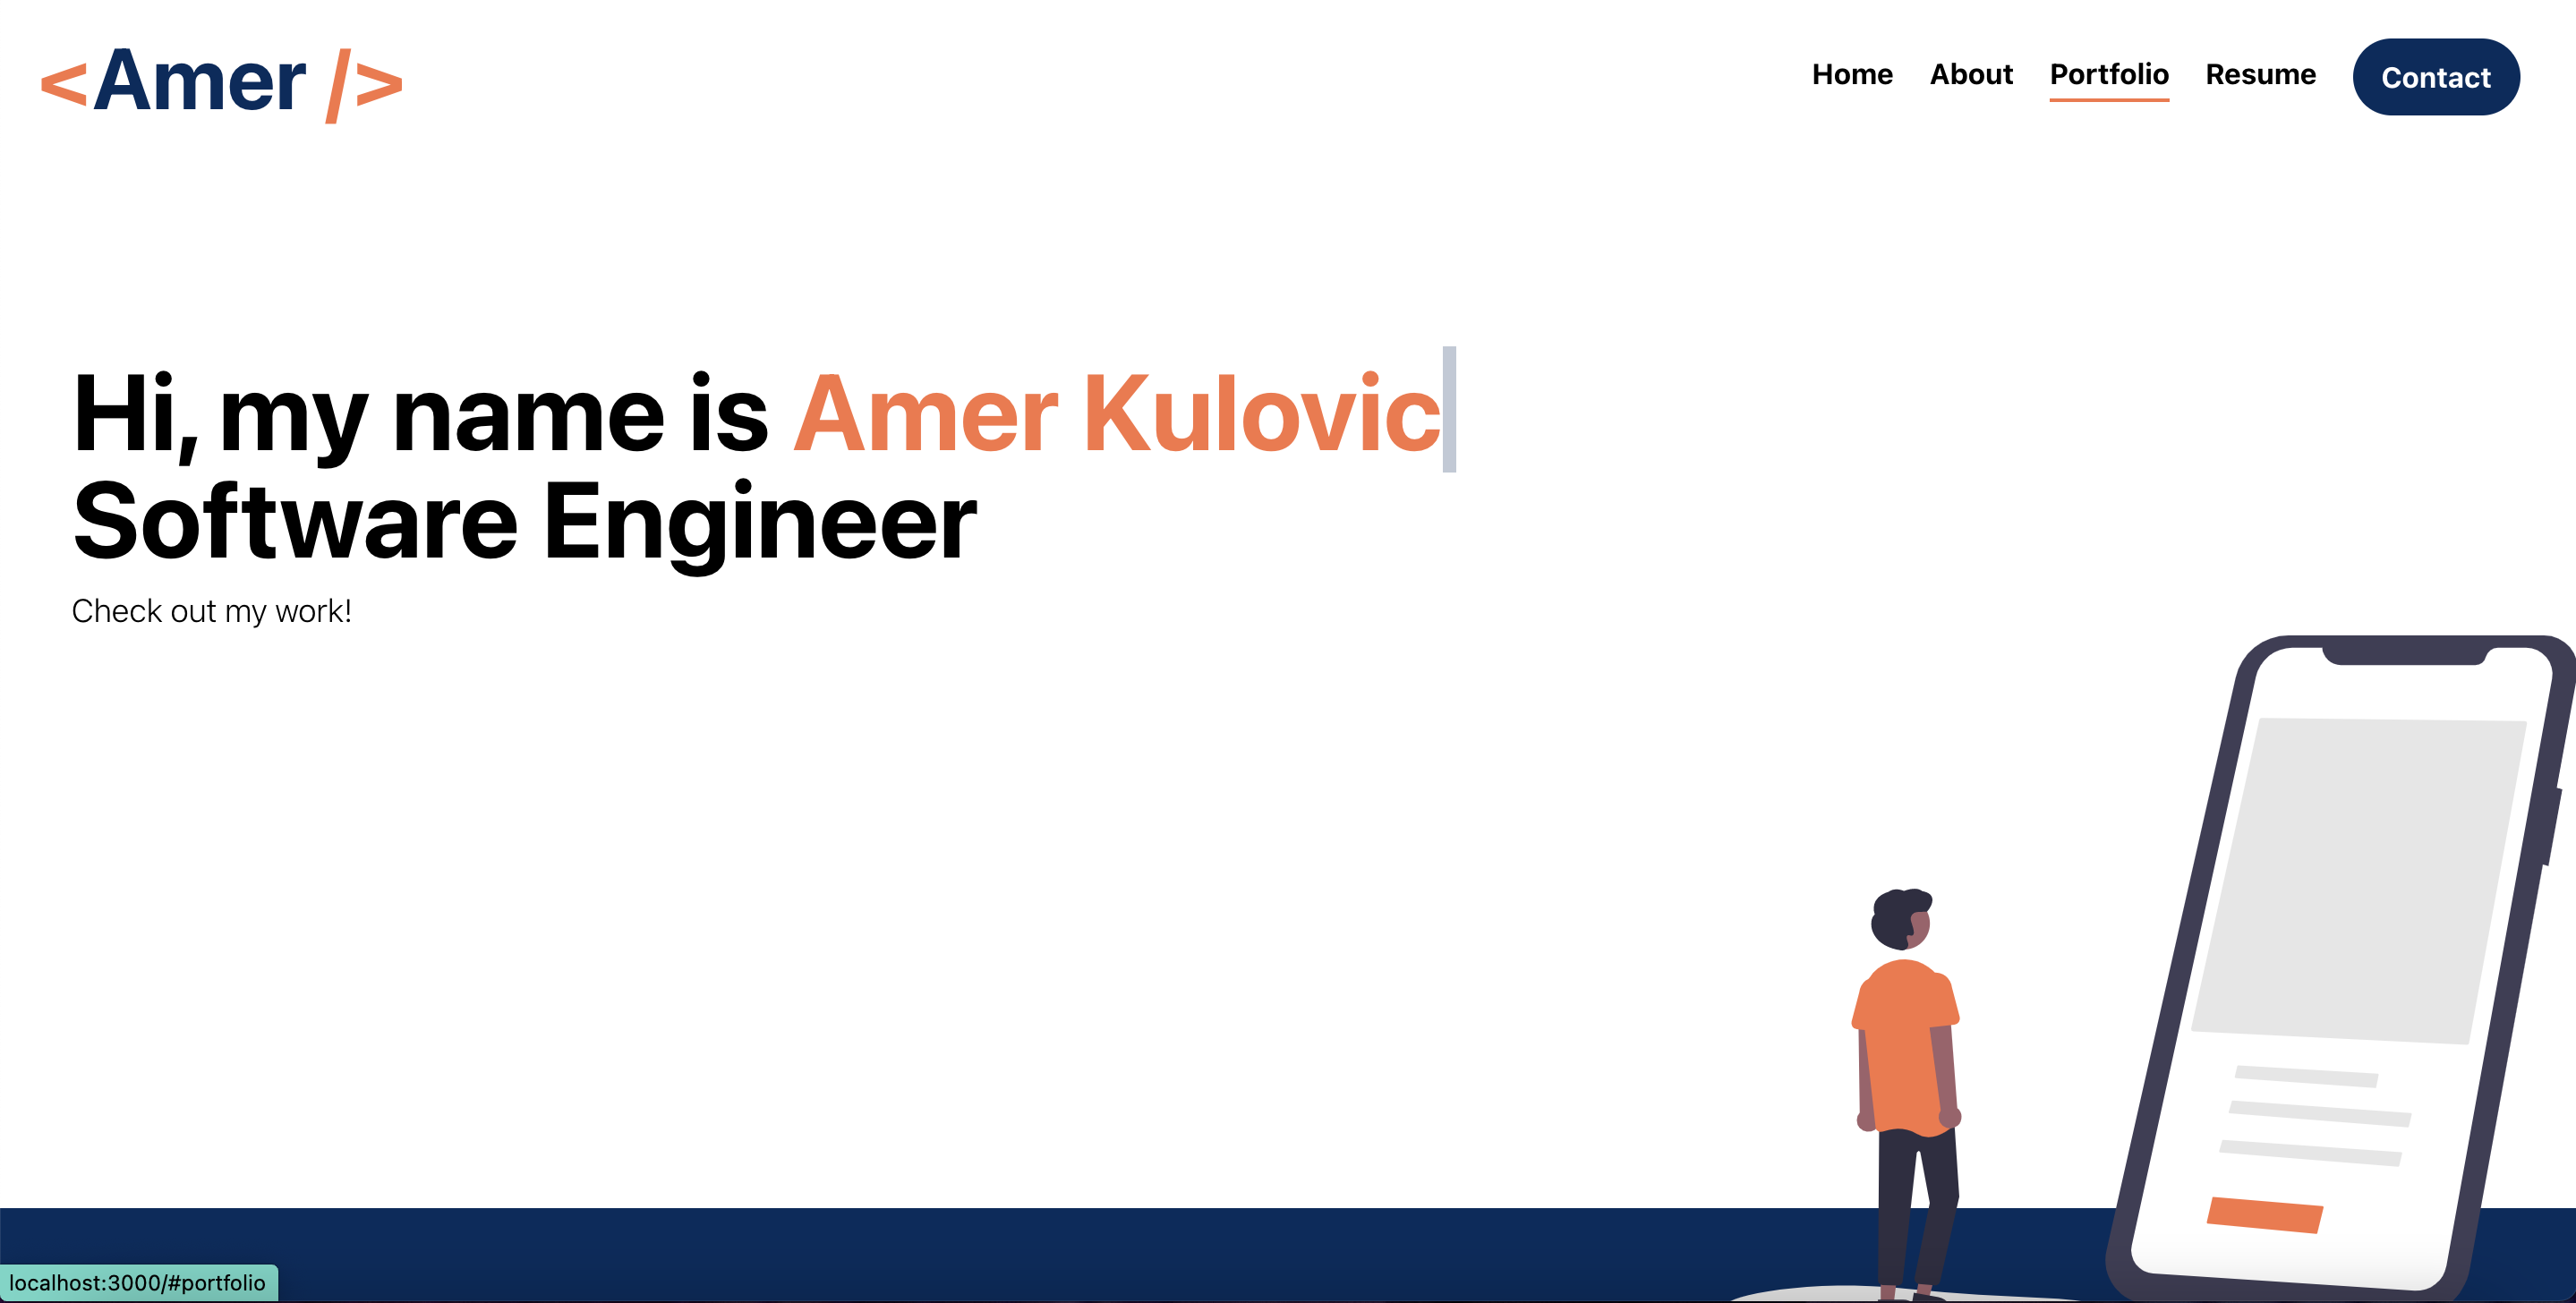 <Amer />
Home About Portfolio Resume Contact
Hi, my name is Amer Kulovic
Software Engineer
Check out my work!
localhost:3000/#portfolio